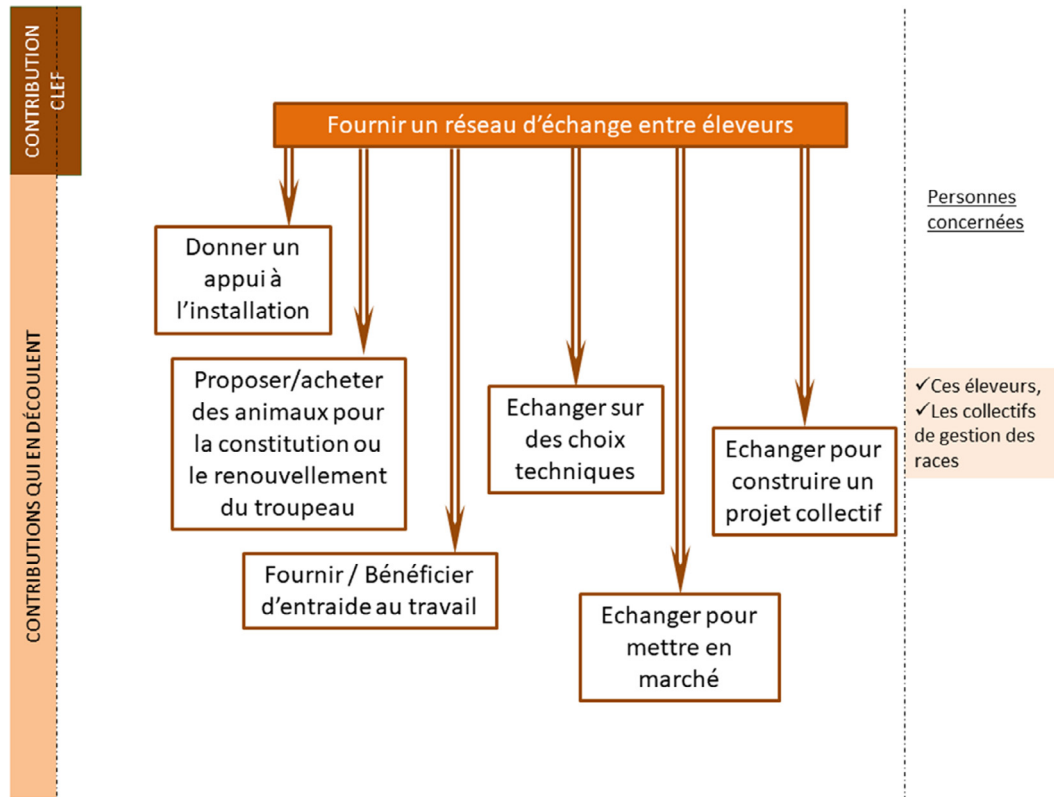 CONTRIBUTION
CLEF
Fournir un réseau d'échange entre éleveurs
Personnes
concernées
CONTRIBUTIONS QUI EN DÉCOULENT
Donner un
appui à
l'installation
Proposer/acheter
des animaux pour
la constitution ou
le renouvellement
du troupeau
Echanger sur
des choix
techniques
Echanger pour
construire un
projet collectif
✓Ces éleveurs,
✓Les collectifs
de gestion des
races
Fournir / Bénéficier
d'entraide au travail
Echanger pour
mettre en
marché